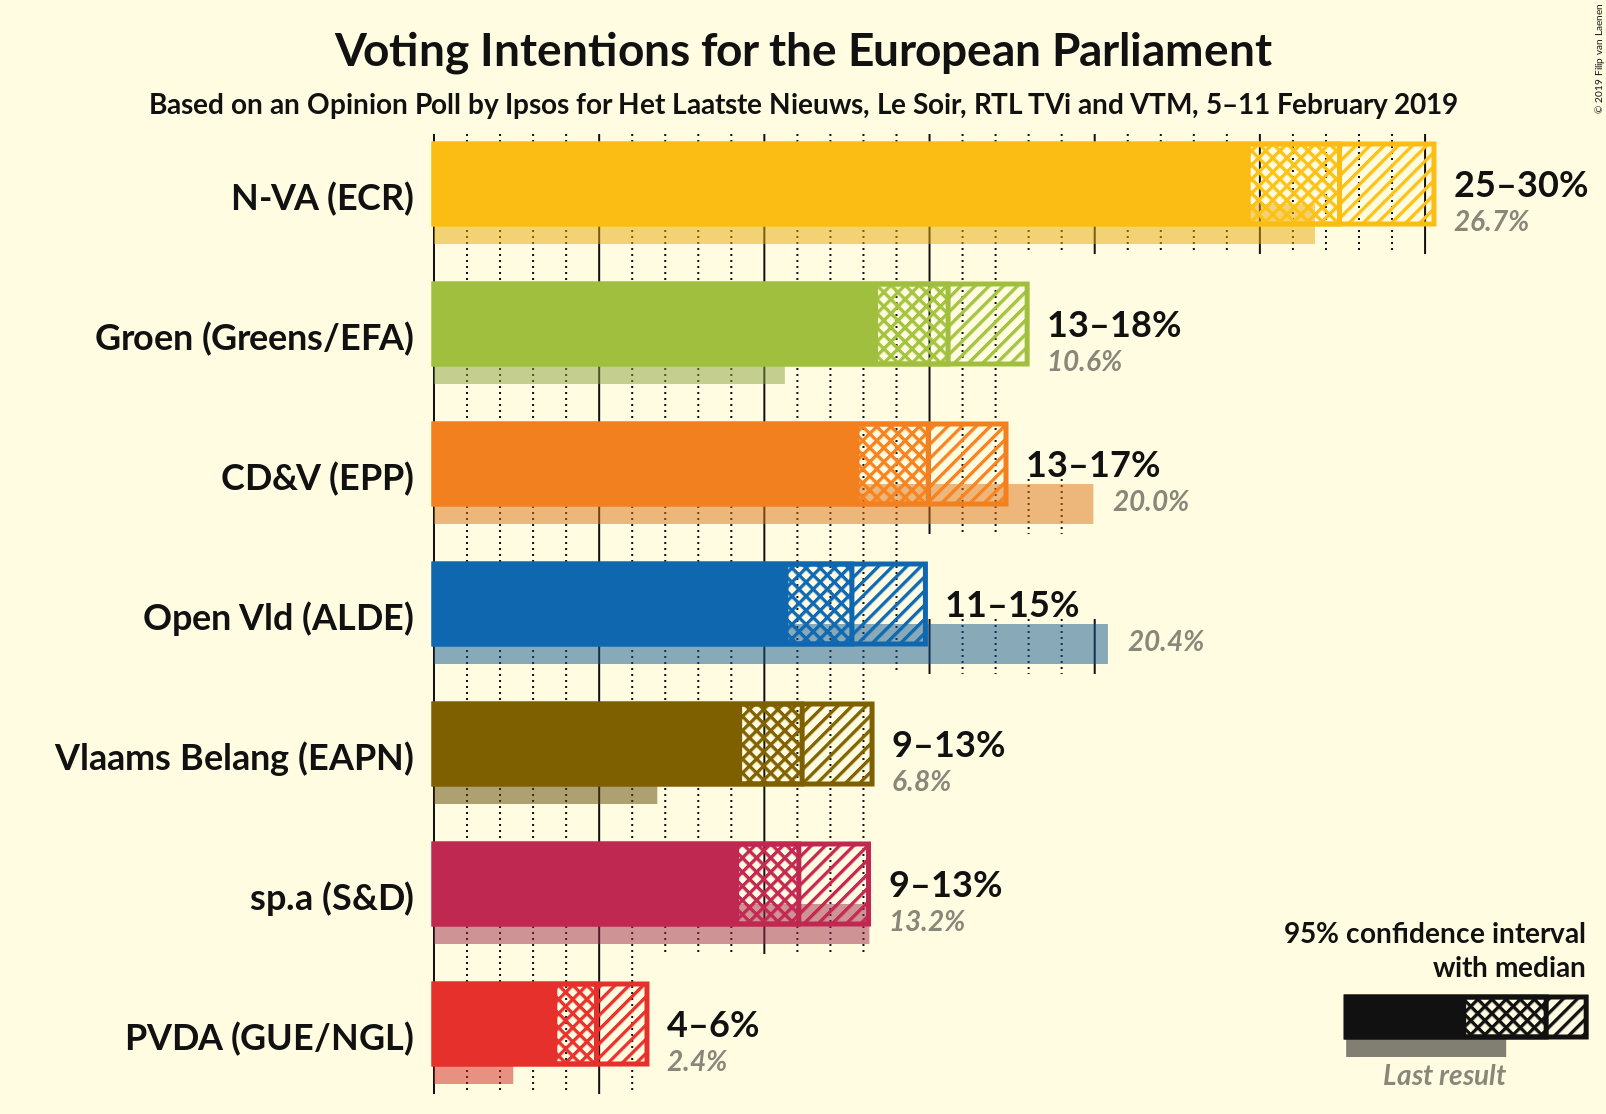 Voting Intentions for the European Parliament
Based on an Opinion Poll by Ipsos for Het Laatste Nieuws, Le Soir, RTL TVi and VTM, 5–11 February 2019
© 2019 Filip van Laenen
N-VA (ECR)
25–30%
26.7%
Groen (Greens/EFA)
13–18%
10.6%
CD&V (EPP)
13–17%
20.0%
Open Vld (ALDE)
11–15%
20.4%
Vlaams Belang (EAPN)
9–13%
6.8%
sp.a (S&D)
9–13%
13.2%
PVDA (GUE/NGL)
4–6%
2.4%
95% confidence interval
with median
Last result